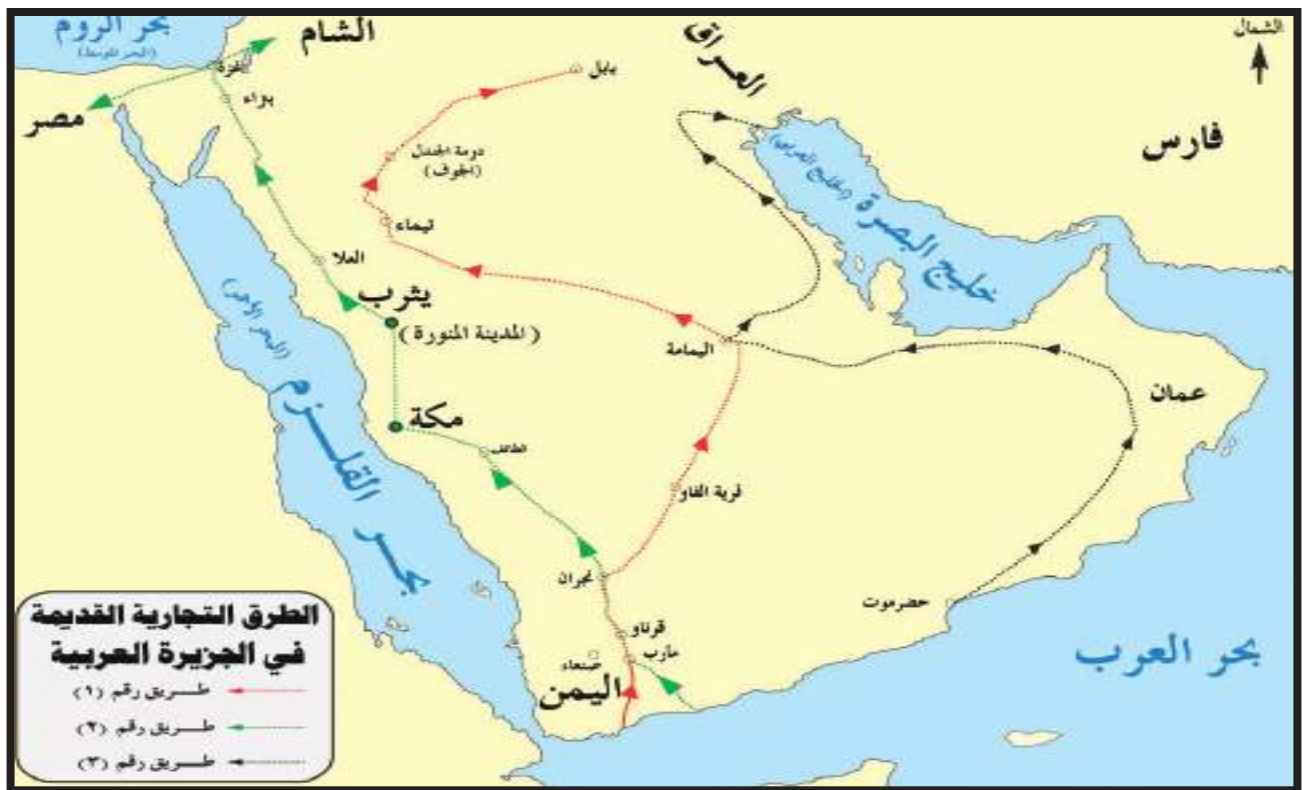 بحر الروم
(البحر المتوسط)
الشام
العراق
الشمال
غزة
بابل
بتراء
مصر
فارس
دومة الجندل
(الجوف)
(الخليج العربي)
خليج البصرة
تيماء
العلا
يثرب
(المدينة المنورة)
اليمامة
(البحر الأحمر)
بحر القلزم
عمان
مكة
الطائف
قرية الفاو
نجران
حضرموت
قرناو
مأرب
صنعاء
اليمن
بحر العرب
الطرق التجارية القديمة
في الجزيرة العربية
طريق رقم (١)
طريق رقم (٢)
طريق رقم (٣)